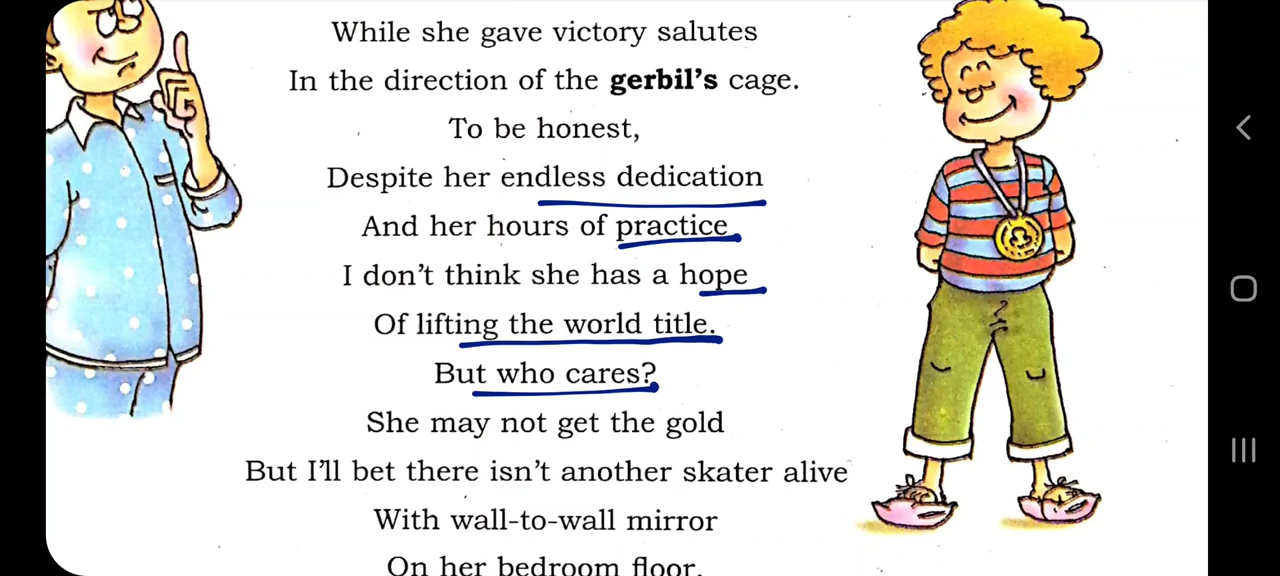 While she gave victory salutes
In the direction of the gerbil's cage.
To be honest,
Despite her endless dedication
And her hours of practice
I don't think she has a hope
Of lifting the world title.
But who cares?
She may not get the gold
But I'll bet there isn't another skater alive
With wall-to-wall mirror
On her bedroom floor.